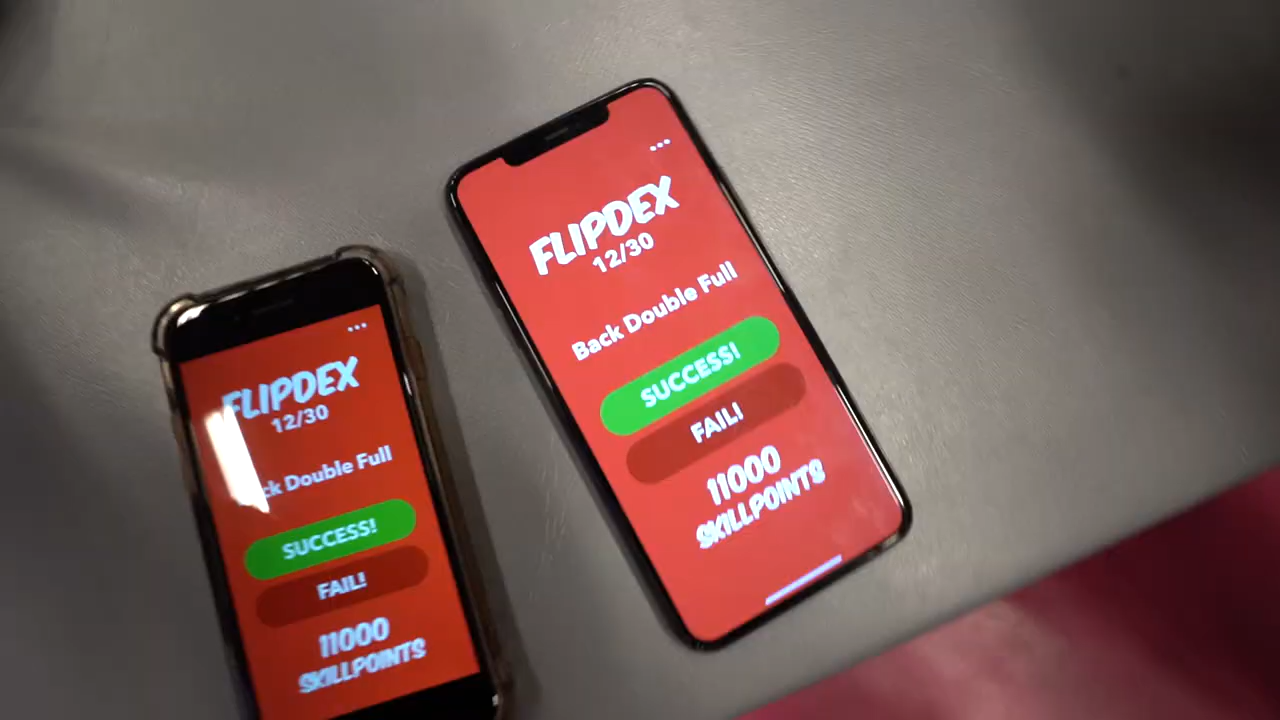 FLIPDEX
12/30
Back Double Full
SUCCESS!
FAIL!
11000
SKILLPOINTS
FLIPDEX
12/30
Double Full
SUCCESS!
FAIL!
11000
SKILLPOINTS